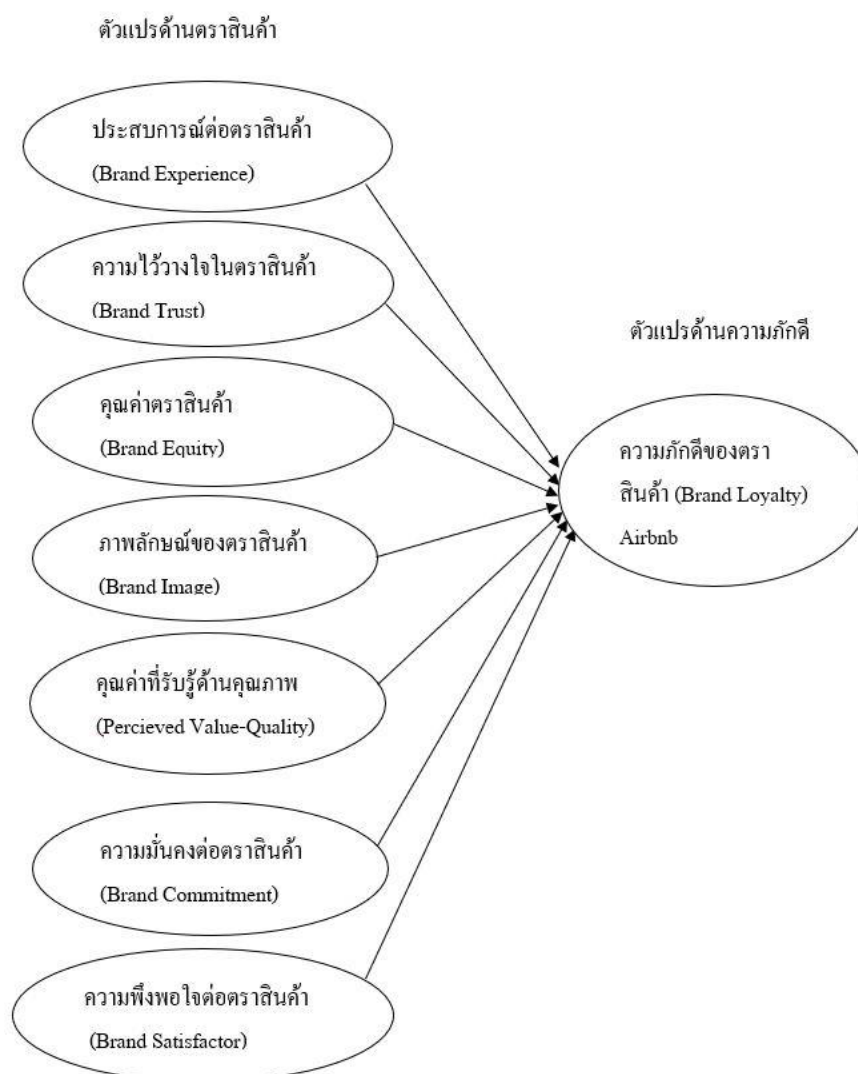 ตัวแปรด้านตราสินค้า
ประสบการณ์ต่อตราสินค้า
(Brand Experience)
ความไว้วางใจในตราสินค้า
(Brand Trust)
ตัวแปรด้านความภักดี
คุณค่าตราสินค้า
(Brand Equity)
ความภักดีของตรา
สินค้า (Brand Loyalty)
Airbnb
ภาพลักษณ์ของตราสินค้า
(Brand Image)
คุณค่าที่รับรู้ด้านคุณภาพ
(Percieved Value-Quality)
ความมั่นคงต่อตราสินค้า
(Brand Commitment)
ความพึงพอใจต่อตราสินค้า
(Brand Satisfactor)